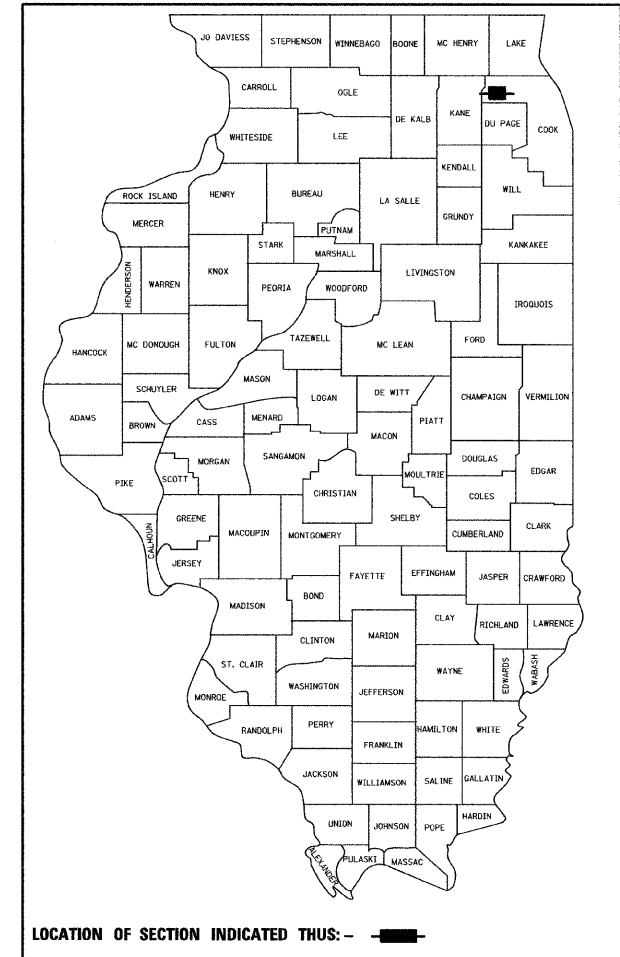 JO DAVIESS STEPHENSON WINNEBAGO BOONE MC HENRY LAKE
CARROLL OGLE DE KALB KANE DU PAGE COOK
WHITESIDE LEE
KENDALL WILL
ROCK ISLAND HENRY BUREAU LA SALLE GRUNDY
MERCER PUTNAM
STARK MARSHALL KANKAKEE
HENDERSON WARREN KNOX PEORIA WOODFORD LIVINGSTON IROQUOIS
HANCOCK MC DONOUGH FULTON TAZEWELL MC LEAN FORD
SCHUYLER MASON LOGAN DE WITT CHAMPAIGN VERMILION
ADAMS BROWN CASS MENARD MACON PIATT
PIKE SCOTT MORGAN SANGAMON CHRISTIAN MOULTRIE DOUGLAS EDGAR
COLES
CALHOUN GREENE MACOUPIN MONTGOMERY SHELBY CUMBERLAND CLARK
JERSEY FAYETTE EFFINGHAM JASPER CRAWFORD
MADISON BOND
CLAY RICHLAND LAWRENCE
CLINTON MARION
ST. CLAIR WAYNE EDWARDS WABASH
WASHINGTON JEFFERSON
MONROE
RANDOLPH PERRY HAMILTON WHITE
FRANKLIN
JACKSON WILLIAMSON SALINE GALLATIN
HARDIN
UNION JOHNSON POPE
ALEXANDER PULASKI MASSAC
LOCATION OF SECTION INDICATED THUS: –